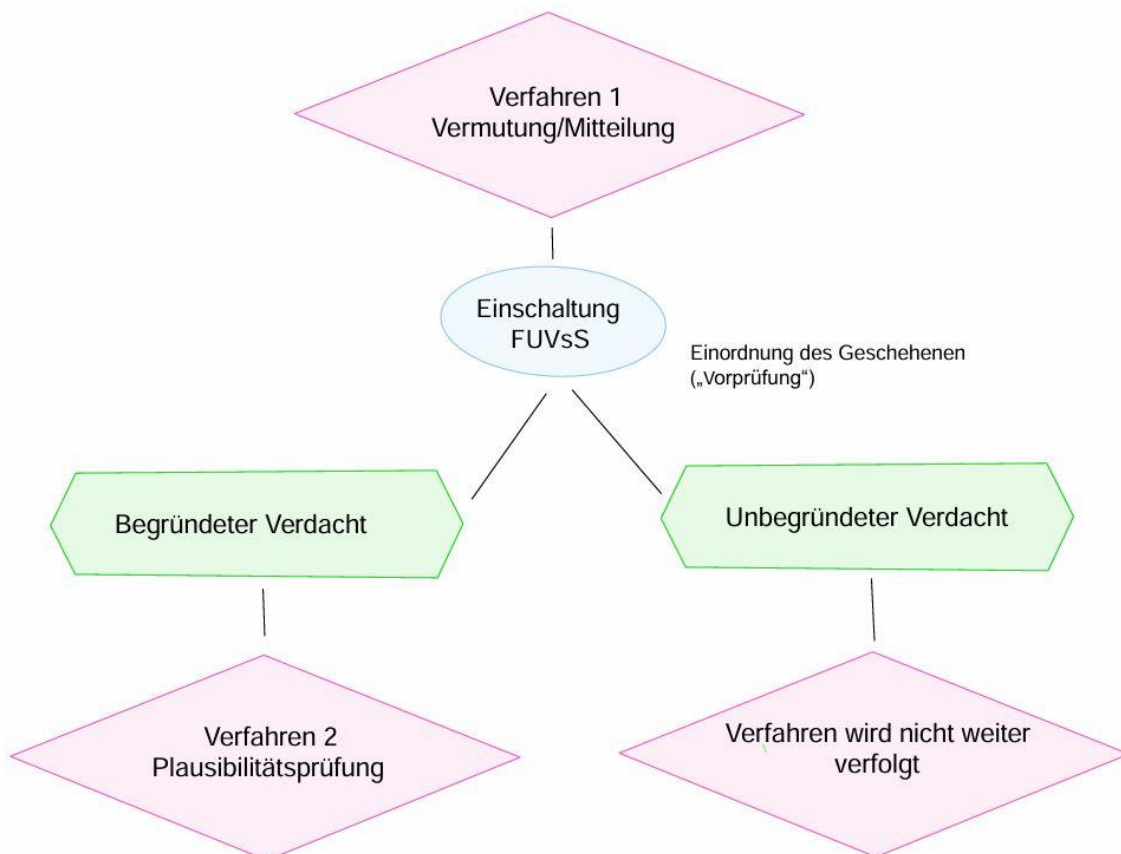 Verfahren 1
Vermutung/Mitteilung
Einschaltung
FUVsS
Einordnung des Geschehenen
(„Vorprüfung“)
Begründeter Verdacht
Unbegründeter Verdacht
Verfahren 2
Plausibilitätsprüfung
Verfahren wird nicht weiter
verfolgt